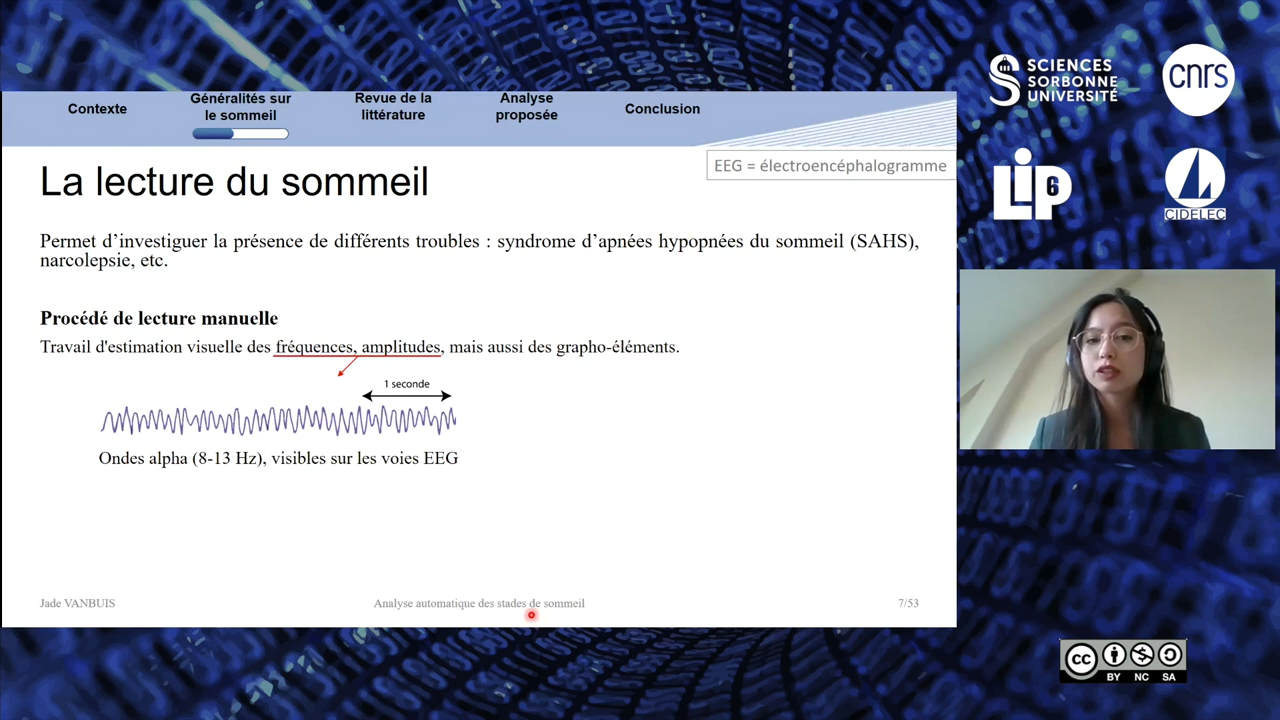 Contexte
Généralités sur
le sommeil
Revue de la
littérature
Analyse
proposée
Conclusion
La lecture du sommeil
EEG = électroencéphalogramme
Permet d'investiguer la présence de différents troubles : syndrome d'apnées hypopnées du sommeil (SAHS),
narcolepsie, etc.
Procédé de lecture manuelle
Travail d'estimation visuelle des fréquences, amplitudes, mais aussi des grapho-éléments.
1 seconde
Ondes alpha (8-13 Hz), visibles sur les voies EEG
Jade VANBUIS
Analyse automatique des stades de sommeil
7/53
SCIENCES
SORBONNE
UNIVERSITÉ
cnrs
LIP6
CIDELEC
cc
BY NC SA